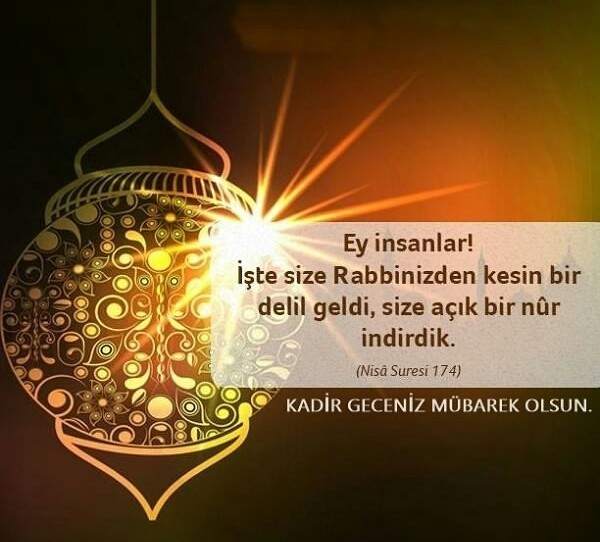 Ey insanlar!
İşte size Rabbinizden kesin bir
delil geldi, size açık bir nûr
indirdik.
(Nisâ Suresi 174)
KADİR GECENİZ MÜBAREK OLSUN.